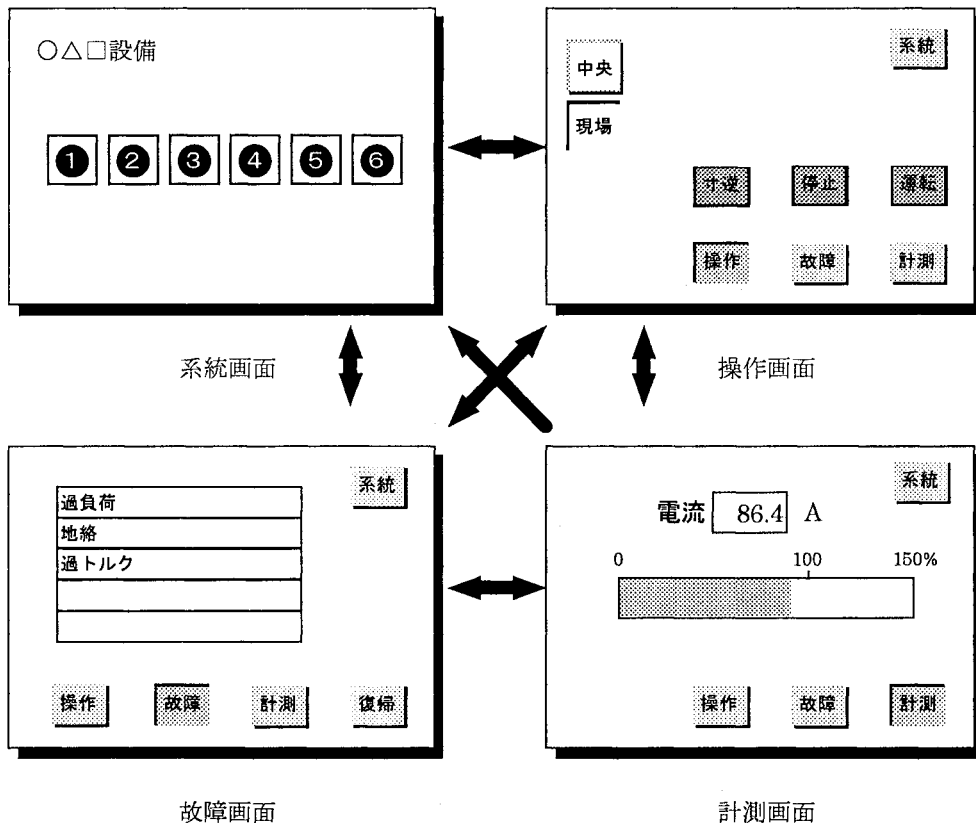 ○△□設備
❶ ❷ ❸ ❹ ❺ ❻
系統画面
系統
中央
現場
寸逆 停止 運転
操作 故障 計測
操作画面
系統
過負荷
地絡
過トルク
操作 故障 計測 復帰
故障画面
系統
電流 86.4 A
0 100 150%
操作 故障 計測
計測画面